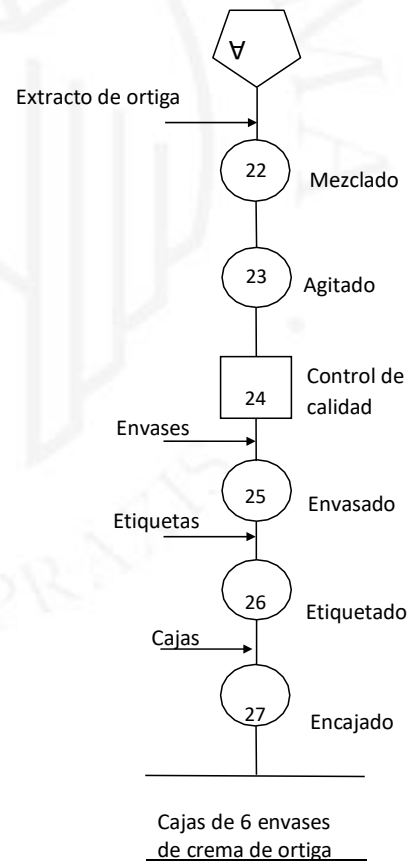 ∀
Extracto de ortiga
22
Mezclado
23
Agitado
24
Control de
calidad
Envases
25
Envasado
Etiquetas
26
Etiquetado
Cajas
27
Encajado
Cajas de 6 envases
de crema de ortiga
PRAXIS